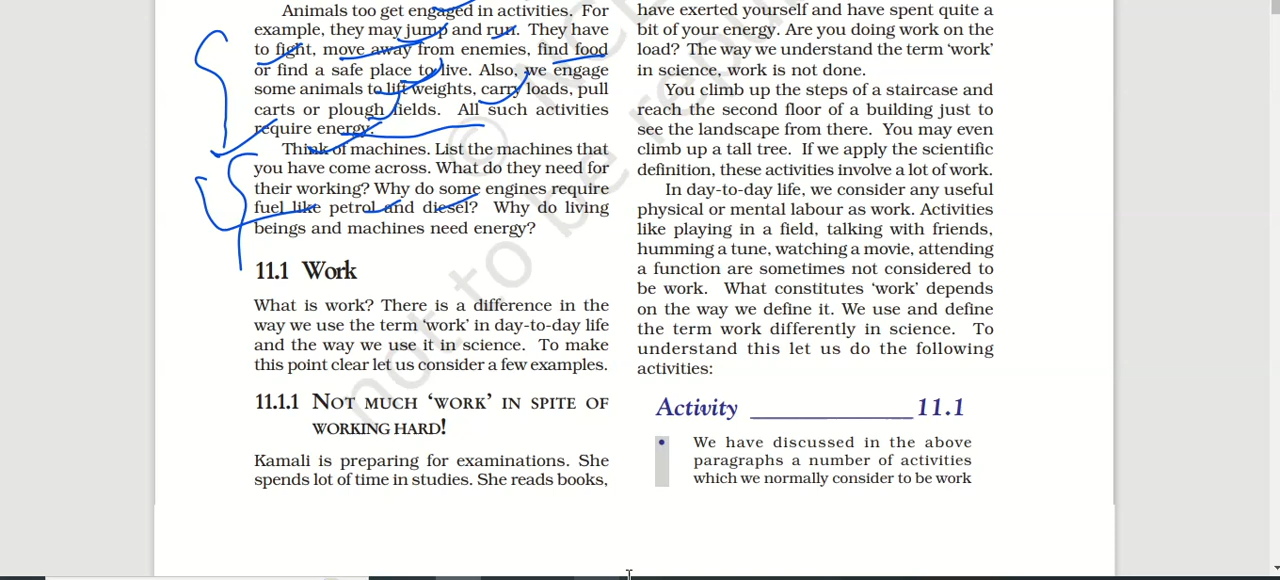 Animals too get engaged in activities. For
example, they may jump and run. They have
to fight, move away from enemies, find food
or find a safe place to live. Also, we engage
some animals to lift weights, carry loads, pull
carts or plough fields. All such activities
require energy.
Think of machines. List the machines that
you have come across. What do they need for
their working? Why do some engines require
fuel like petrol and diesel? Why do living
beings and machines need energy?
11.1 Work
What is work? There is a difference in the
way we use the term 'work' in day-to-day life
and the way we use it in science. To make
this point clear let us consider a few examples.
11.1.1 NOT MUCH 'WORK' IN SPITE OF
WORKING HARD!
Kamali is preparing for examinations. She
spends lot of time in studies. She reads books,
have exerted yourself and have spent quite a
bit of your energy. Are you doing work on the
load? The way we understand the term 'work'
in science, work is not done.
You climb up the steps of a staircase and
reach the second floor of a building just to
see the landscape from there. You may even
climb up a tall tree. If we apply the scientific
definition, these activities involve a lot of work.
In day-to-day life, we consider any useful
physical or mental labour as work. Activities
like playing in a field, talking with friends,
humming a tune, watching a movie, attending
a function are sometimes not considered to
be work. What constitutes 'work' depends
on the way we define it. We use and define
the term work differently in science. To
understand this let us do the following
activities:
Activity ______________ 11.1
• We have discussed in the above
paragraphs a number of activities
which we normally consider to be work
© NCE
not to be repu